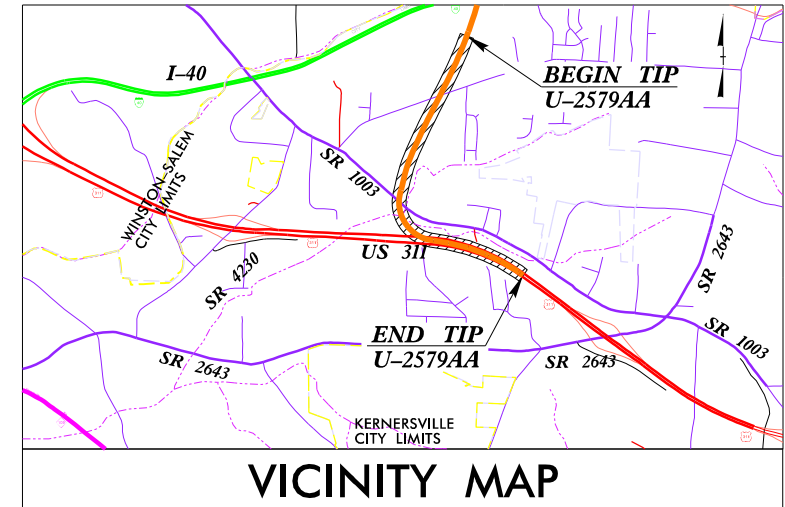 I–40
BEGIN TIP
U–2579AA
SR 1003
WINSTON-SALEM
CITY LIMITS
US 311
SR 4230
SR 2643
END TIP
U–2579AA
SR 2643
SR 2643
SR 1003
KERNERSVILLE
CITY LIMITS
VICINITY MAP